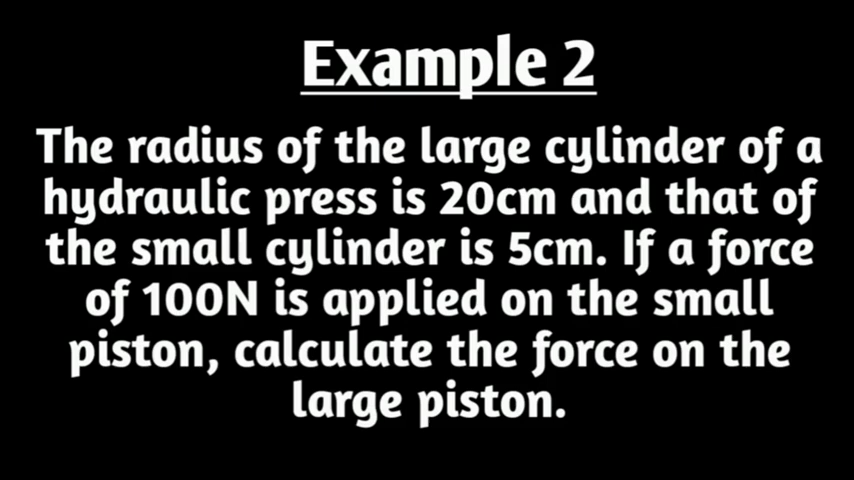 Example 2
The radius of the large cylinder of a
hydraulic press is 20cm and that of
the small cylinder is 5cm. If a force
of 100N is applied on the small
piston, calculate the force on the
large piston.